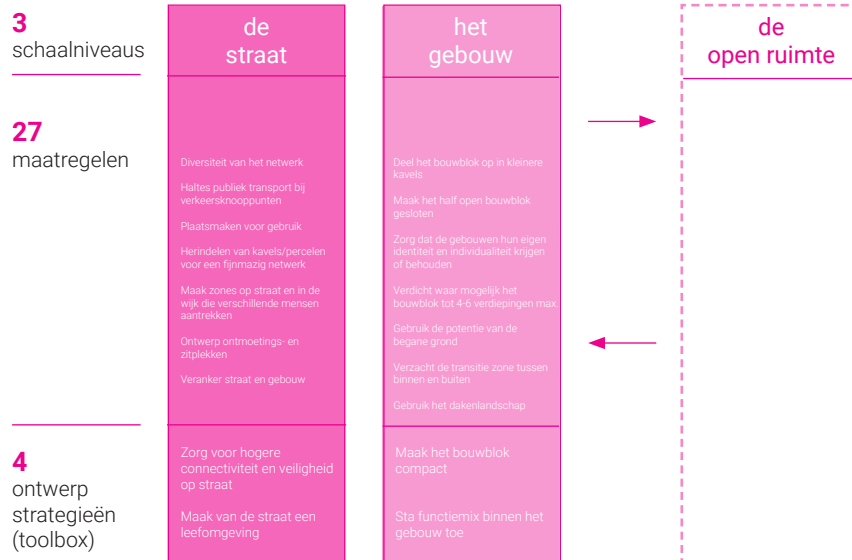 3
schaalniveaus
de
straat
het
gebouw
de
open ruimte
27
maatregelen
Diversiteit van het netwerk
Haltes publiek transport bij
verkeersknooppunten
Plaatsmaken voor gebruik
Herindelen van kavels/percelen
voor een fijnmazig netwerk
Maak zones op straat en in de
wijk die verschillende mensen
aantrekken
Ontwerp ontmoetings- en
zitplekken
Veranker straat en gebouw
Deel het bouwblok op in kleinere
kavels
Maak het half open bouwblok
gesloten
Zorg dat de gebouwen hun eigen
identiteit en individualiteit krijgen
of behouden
Verdicht waar mogelijk het
bouwblok tot 4-6 verdiepingen max.
Gebruik de potentie van de
begane grond
Verzacht de transitie zone tussen
binnen en buiten
Gebruik het dakenlandschap
4
ontwerp
strategieën
(toolbox)
Zorg voor hogere
connectiviteit en veiligheid
op straat
Maak van de straat een
leefomgeving
Maak het bouwblok
compact
Sta functiemix binnen het
gebouw toe